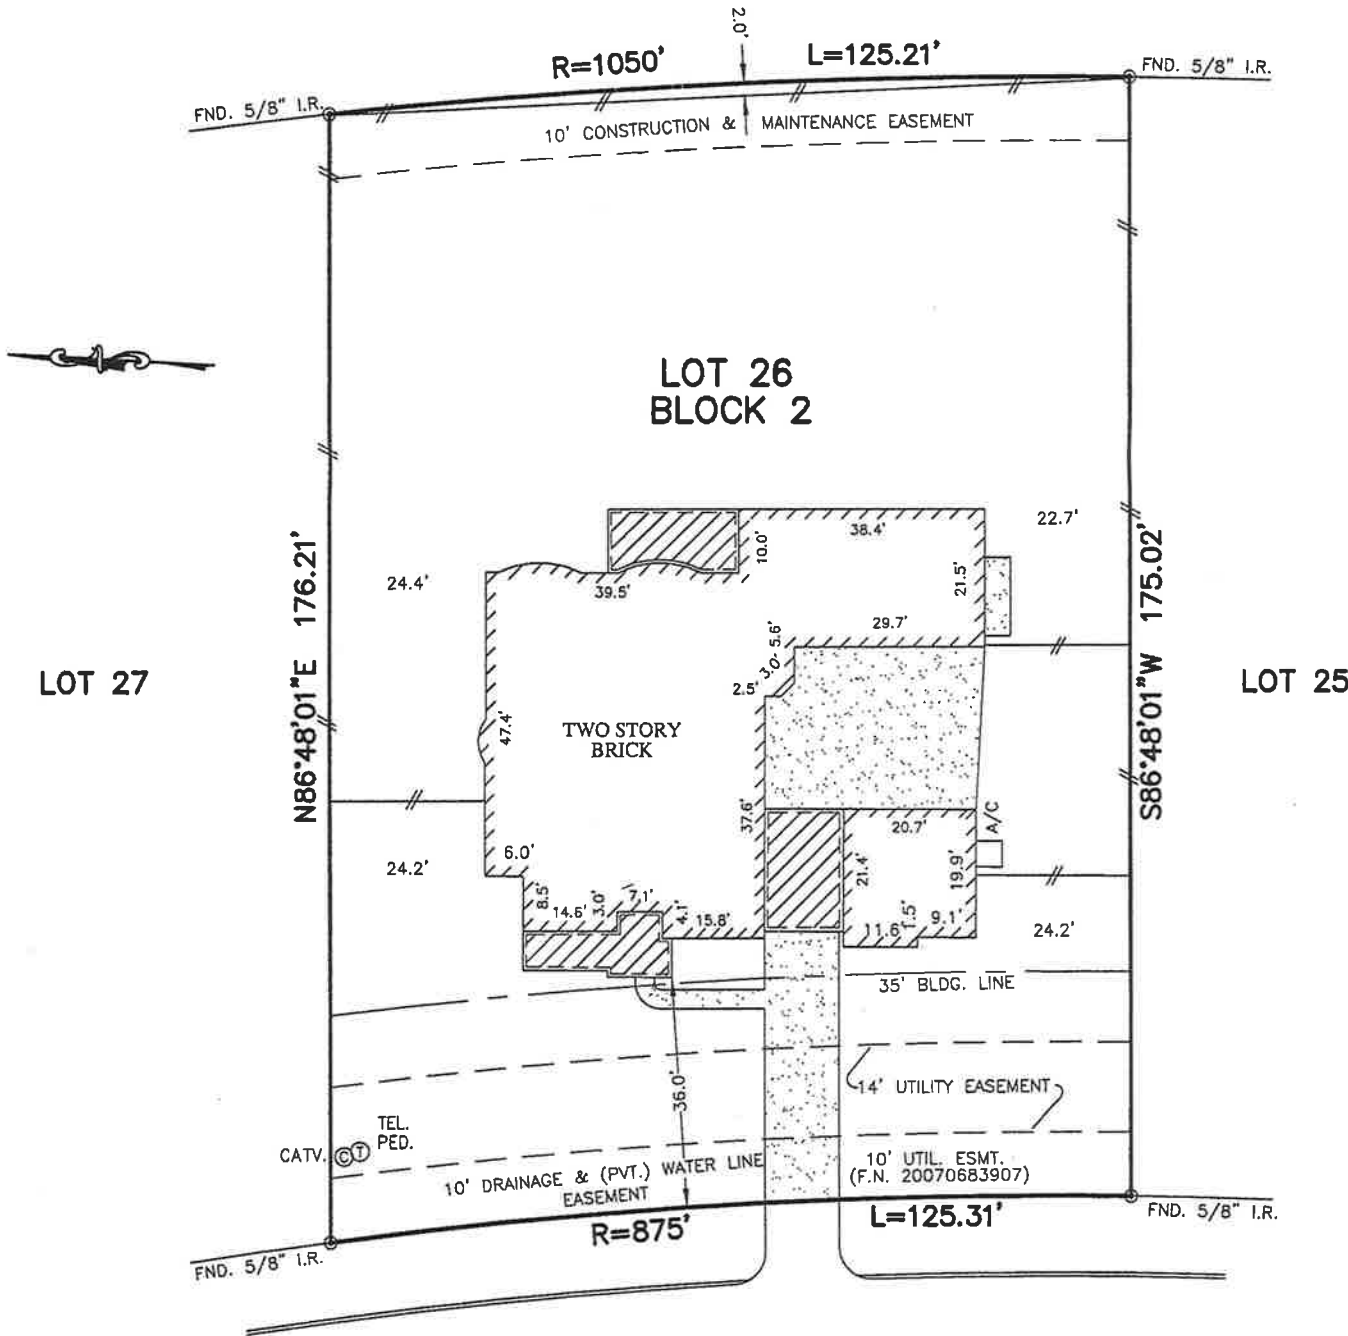 2.0'
R=1050'
L=125.21'
FND. 5/8" I.R.
FND. 5/8" I.R.
10' CONSTRUCTION & MAINTENANCE EASEMENT
LOT 26
BLOCK 2
N86°48'01"E 176.21'
S86°48'01"W 175.02'
LOT 27
LOT 25
24.4'
22.7'
38.4'
10.0'
39.5'
21.5'
29.7'
5.6'
3.0'
2.5'
47.4'
TWO STORY
BRICK
37.6'
20.7'
A/C
6.0'
24.2'
8.5'
14.6'
3.0'
7.1'
4.1'
15.8'
21.4'
19.9'
11.6'
1.5'
9.1'
24.2'
35' BLDG. LINE
36.0'
14' UTILITY EASEMENT
TEL.
PED.
CATV.
C T
10' DRAINAGE & (PVT.) WATER LINE
EASEMENT
10' UTIL. ESMT.
(F.N. 20070683907)
R=875'
L=125.31'
FND. 5/8" I.R.
FND. 5/8" I.R.